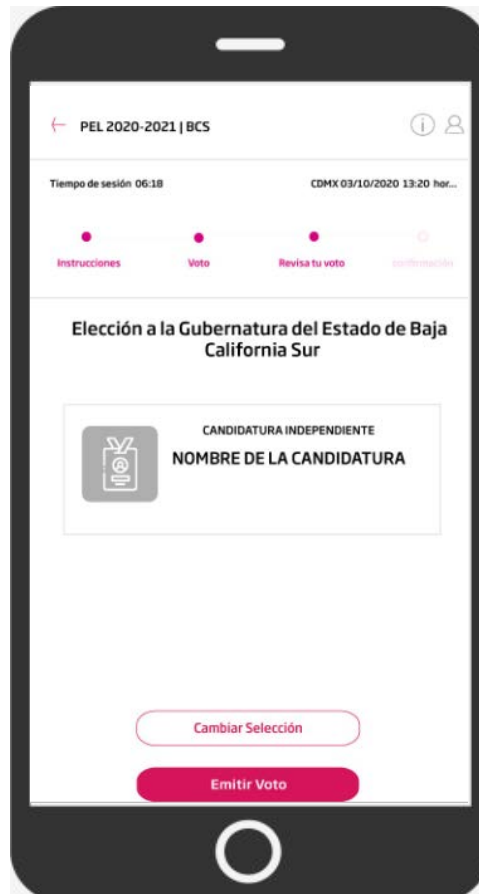 PEL 2020-2021 | BCS
Tiempo de sesión 06:18 CDMX 03/10/2020 13:20 hor...
Instrucciones Voto Revisa tu voto confirmación
Elección a la Gubernatura del Estado de Baja
California Sur
CANDIDATURA INDEPENDIENTE
NOMBRE DE LA CANDIDATURA
Cambiar Selección
Emitir Voto